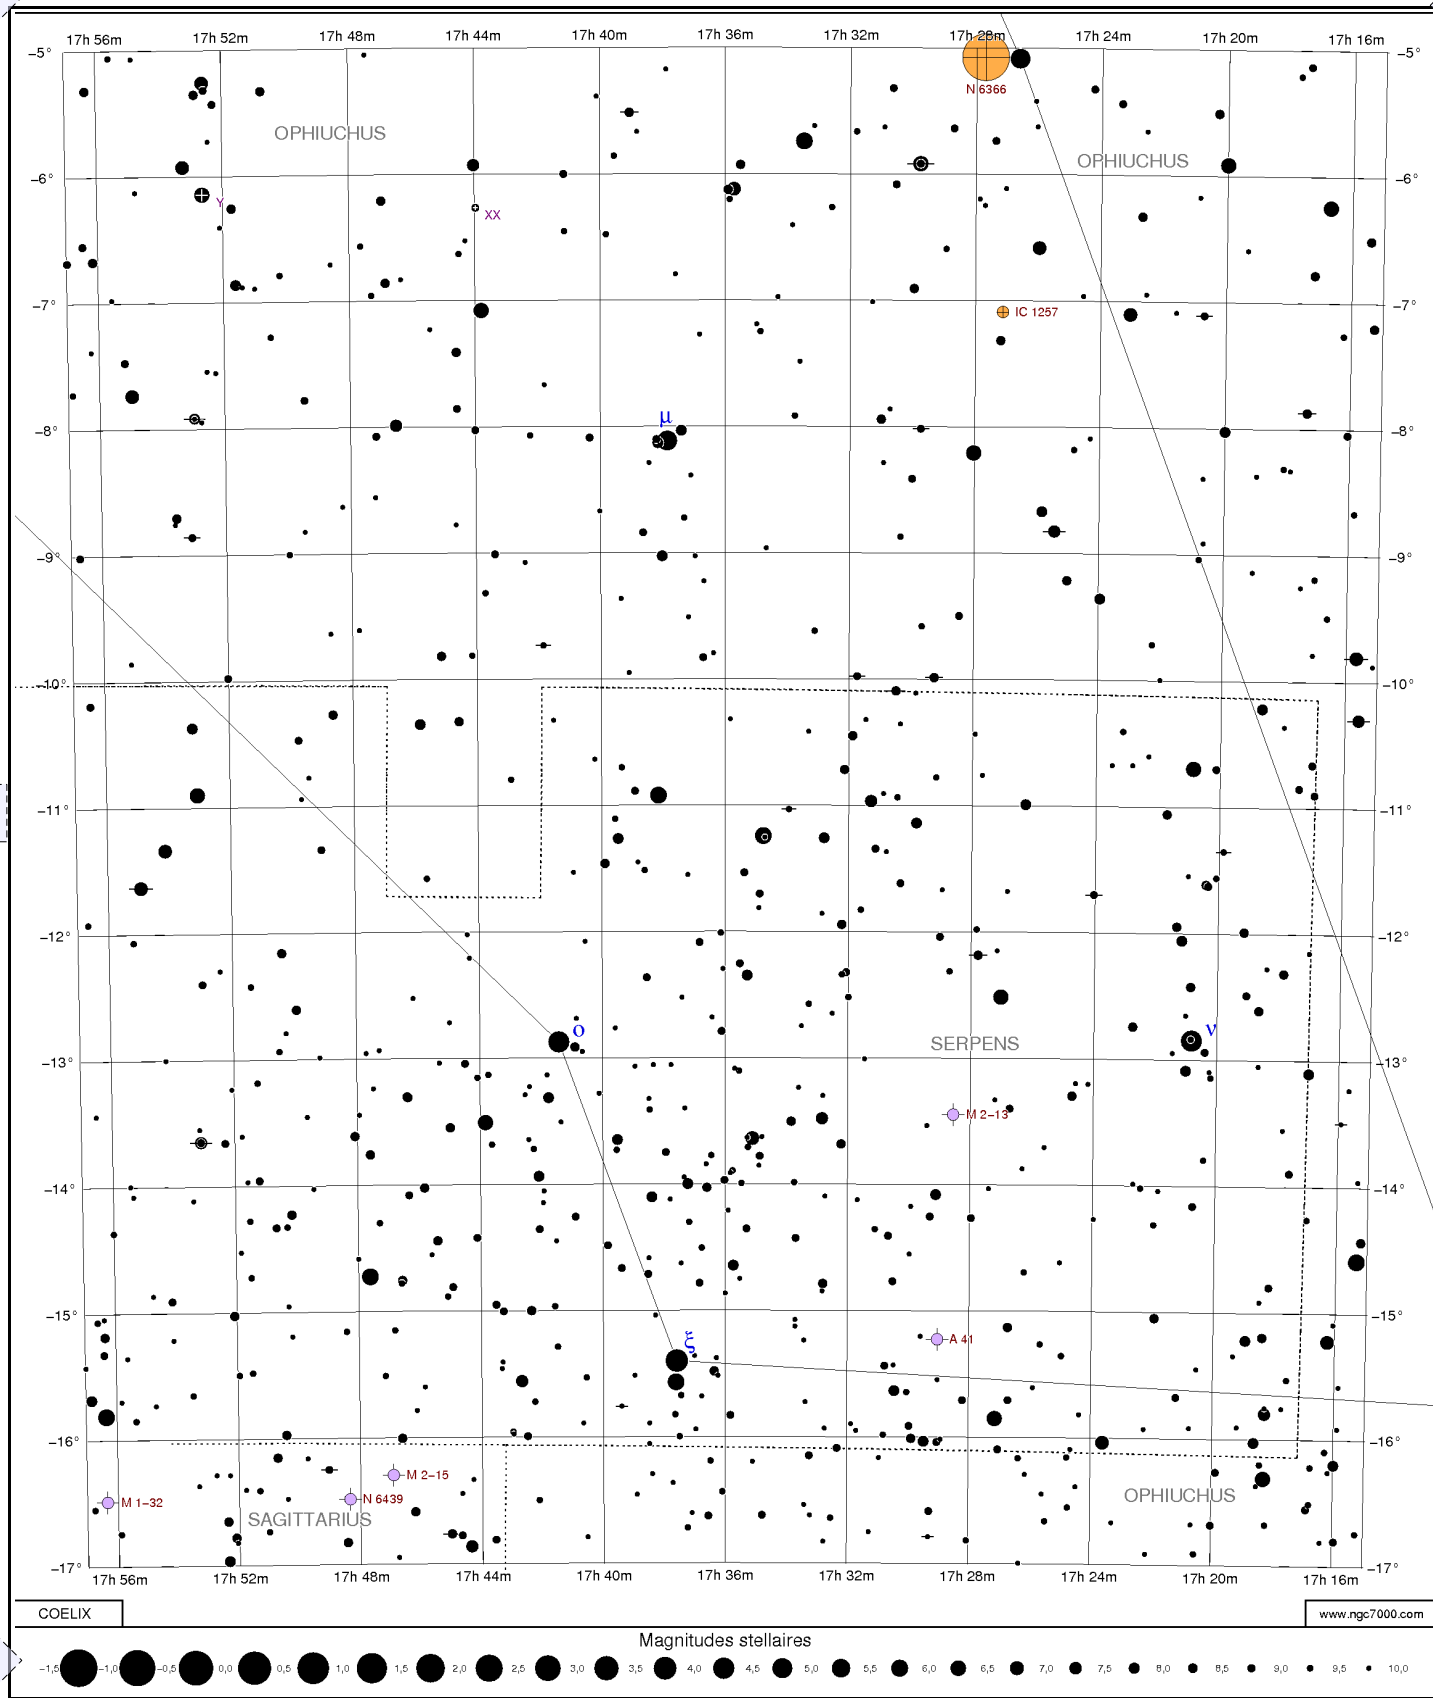 17h 56m 17h 52m 17h 48m 17h 44m 17h 40m 17h 36m 17h 32m 17h 28m 17h 24m 17h 20m 17h 16m
−5° −5°
N 6366
OPHIUCHUS
OPHIUCHUS
−6° −6°
Y
XX
−7° −7°
IC 1257
μ
−8° −8°
−9° −9°
−10° −10°
−11° −11°
−12° −12°
ο ν
SERPENS
−13° −13°
M 2−13
−14° −14°
−15° −15°
A 41
ξ
−16° −16°
M 2−15
M 1−32 N 6439
OPHIUCHUS
SAGITTARIUS
−17° −17°
17h 56m 17h 52m 17h 48m 17h 44m 17h 40m 17h 36m 17h 32m 17h 28m 17h 24m 17h 20m 17h 16m
COELIX www.ngc7000.com
Magnitudes stellaires
−1,5 −1,0 −0,5 0,0 0,5 1,0 1,5 2,0 2,5 3,0 3,5 4,0 4,5 5,0 5,5 6,0 6,5 7,0 7,5 8,0 8,5 9,0 9,5 10,0